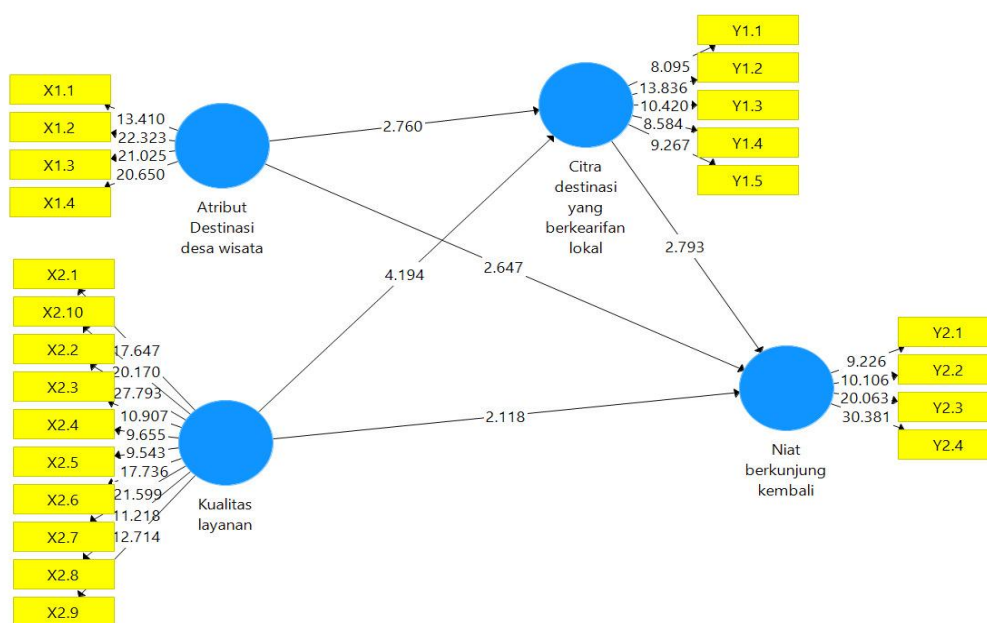 X1.1
X1.2
X1.3
X1.4
13.410
22.323
21.025
20.650
Atribut
Destinasi
desa wisata
X2.1
X2.10
X2.2
X2.3
X2.4
X2.5
X2.6
X2.7
X2.8
X2.9
17.647
20.170
27.793
10.907
9.655
9.543
17.736
21.599
11.218
12.714
Kualitas
layanan
2.760
4.194
2.647
2.118
2.793
Citra
destinasi
yang
berkearifan
lokal
8.095
13.836
10.420
8.584
9.267
Y1.1
Y1.2
Y1.3
Y1.4
Y1.5
Niat
berkunjung
kembali
9.226
10.106
20.063
30.381
Y2.1
Y2.2
Y2.3
Y2.4